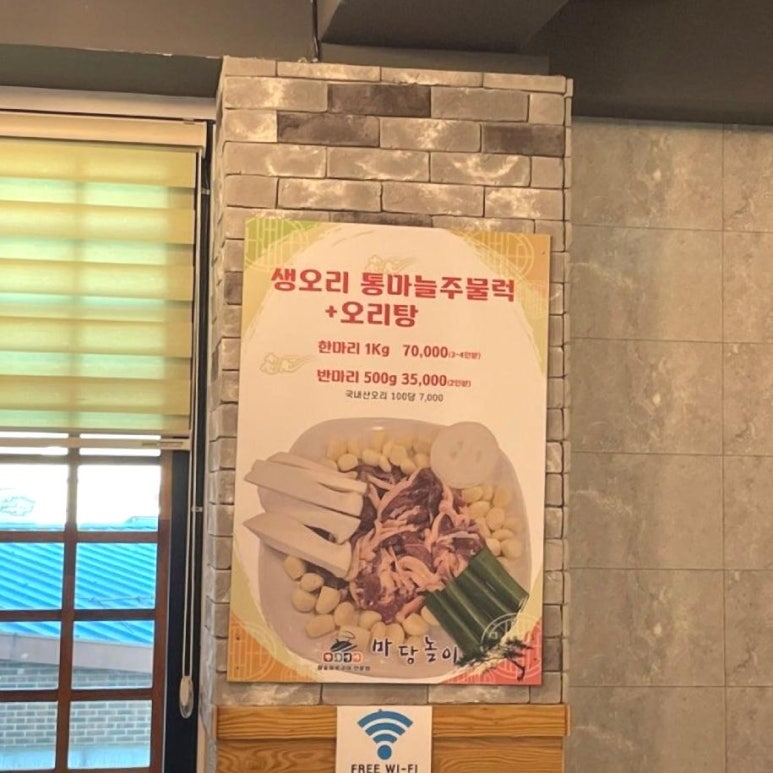 생오리 통마늘주물럭
+오리탕
한마리 1Kg 70,000(3~4인분)
반마리 500g 35,000(2인분)
국내산오리 100당 7,000
마당놀이
FREE WI-FI